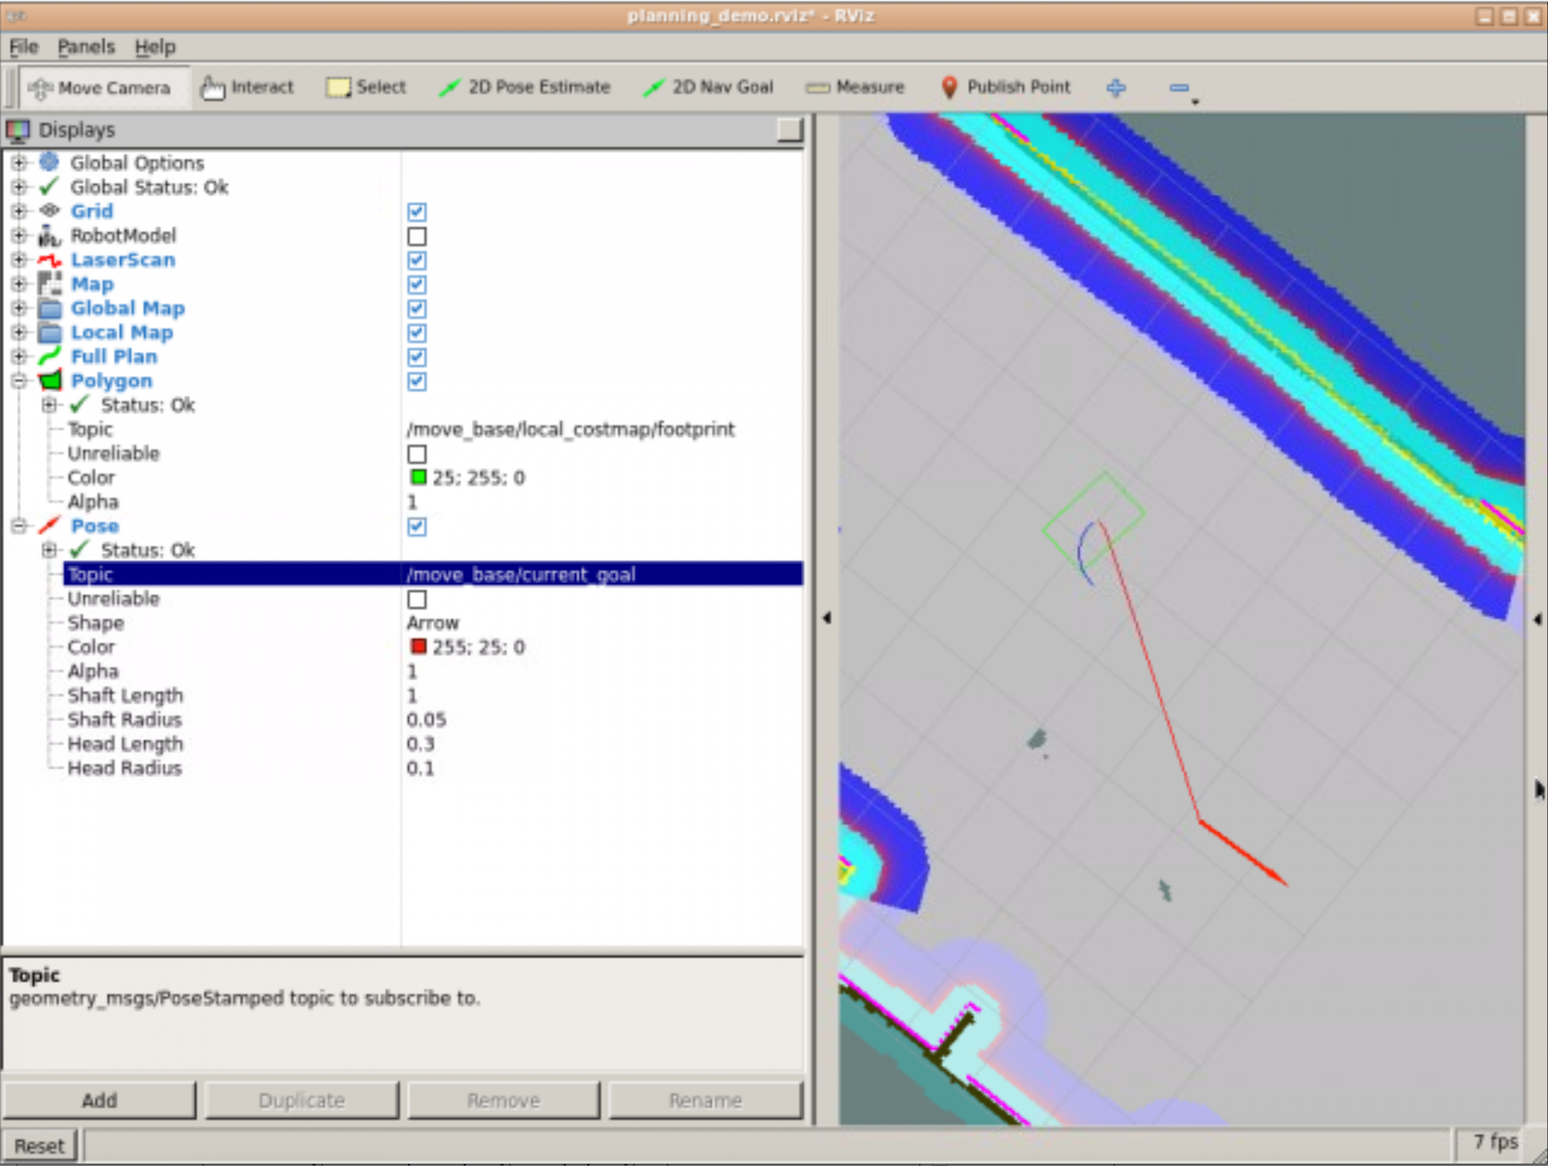 planning_demo.rviz* - RViz
File Panels Help
Move Camera Interact Select 2D Pose Estimate 2D Nav Goal Measure Publish Point
Displays
Global Options
Global Status: Ok
Grid
RobotModel
LaserScan
Map
Global Map
Local Map
Full Plan
Polygon
Status: Ok
Topic /move_base/local_costmap/footprint
Unreliable
Color 25; 255; 0
Alpha 1
Pose
Status: Ok
Topic /move_base/current_goal
Unreliable
Shape Arrow
Color 255; 25; 0
Alpha 1
Shaft Length 1
Shaft Radius 0.05
Head Length 0.3
Head Radius 0.1
Topic
geometry_msgs/PoseStamped topic to subscribe to.
Add Duplicate Remove Rename
Reset 7 fps